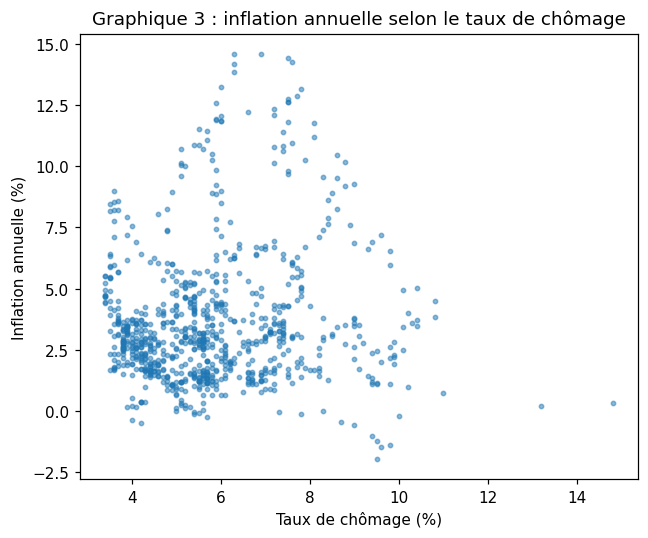 Graphique 3 : inflation annuelle selon le taux de chômage
Inflation annuelle (%)
15.0
12.5
10.0
7.5
5.0
2.5
0.0
−2.5
4 6 8 10 12 14
Taux de chômage (%)